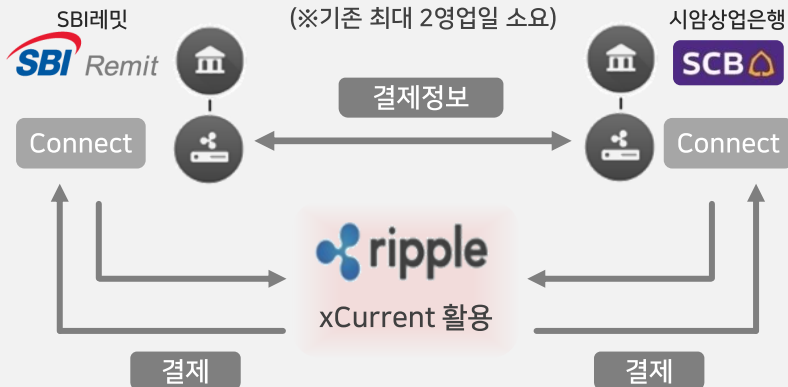 SBI레밋
(※기존 최대 2영업일 소요)
시암상업은행
SBI Remit
SCB
결제정보
Connect
Connect
ripple
xCurrent 활용
결제
결제